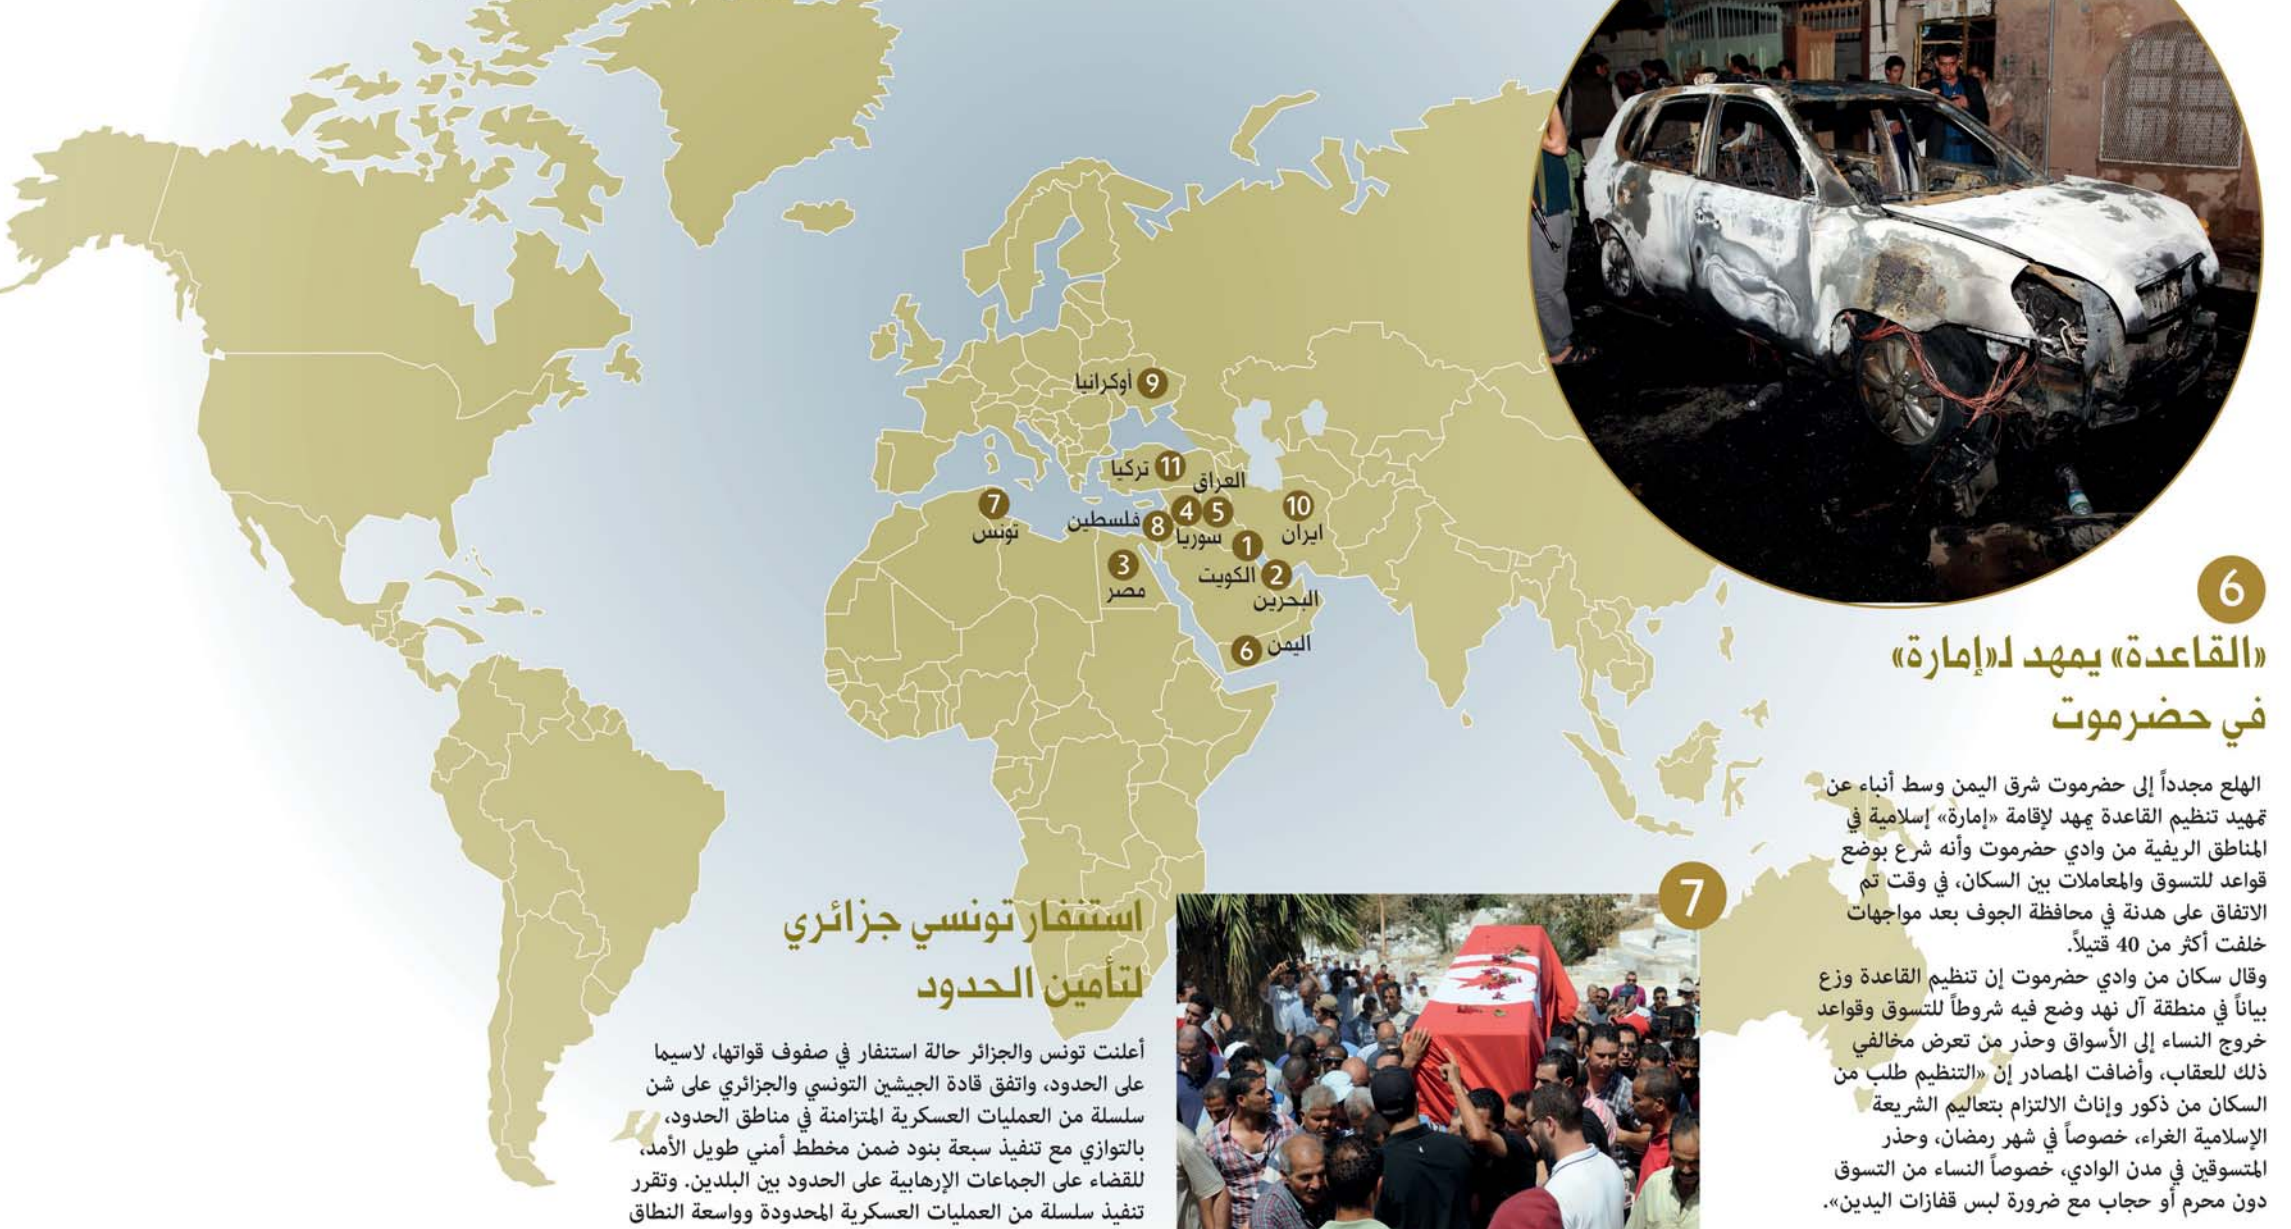 9 أوكرانيا
11 تركيا
العراق
7
تونس
فلسطين 8
4 5
سوريا
10
ايران
1
الكويت 2
البحرين
3
مصر
6 اليمن
6
«القاعدة» يمهد لـ«إمارة»
في حضرموت
الهلع مجدداً إلى حضرموت شرق اليمن وسط أنباء عن
تمهيد تنظيم القاعدة يمهد لإقامة «إمارة» إسلامية في
المناطق الريفية من وادي حضرموت وأنه شرع بوضع
قواعد للتسوق والمعاملات بين السكان، في وقت تم
الاتفاق على هدنة في محافظة الجوف بعد مواجهات
خلفت أكثر من 40 قتيلاً.
وقال سكان من وادي حضرموت إن تنظيم القاعدة وزع
بياناً في منطقة آل نهد وضع فيه شروطاً للتسوق وقواعد
خروج النساء إلى الأسواق وحذر من تعرض مخالفي
ذلك للعقاب، وأضافت المصادر إن «التنظيم طلب من
السكان من ذكور وإناث الالتزام بتعاليم الشريعة
الإسلامية الغراء، خصوصاً في شهر رمضان، وحذر
المتسوقين في مدن الوادي، خصوصاً النساء من التسوق
دون محرم أو حجاب مع ضرورة لبس قفازات اليدين».
7
استنفار تونسي جزائري
لتأمين الحدود
أعلنت تونس والجزائر حالة استنفار في صفوف قواتها، لاسيما
على الحدود، واتفق قادة الجيشين التونسي والجزائري على شن
سلسلة من العمليات العسكرية المتزامنة في مناطق الحدود،
بالتوازي مع تنفيذ سبعة بنود ضمن مخطط أمني طويل الأمد،
للقضاء على الجماعات الإرهابية على الحدود بين البلدين. وتقرر
تنفيذ سلسلة من العمليات العسكرية المحدودة وواسعة النطاق